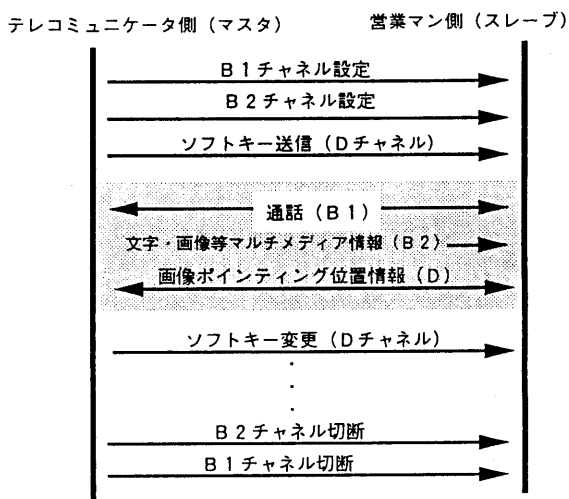 テレコミュニケータ側（マスタ）
営業マン側（スレーブ）
B1チャネル設定
B2チャネル設定
ソフトキー送信（Dチャネル）
通話（B1）
文字・画像等マルチメディア情報（B2）
画像ポインティング位置情報（D）
ソフトキー変更（Dチャネル）
B2チャネル切断
B1チャネル切断